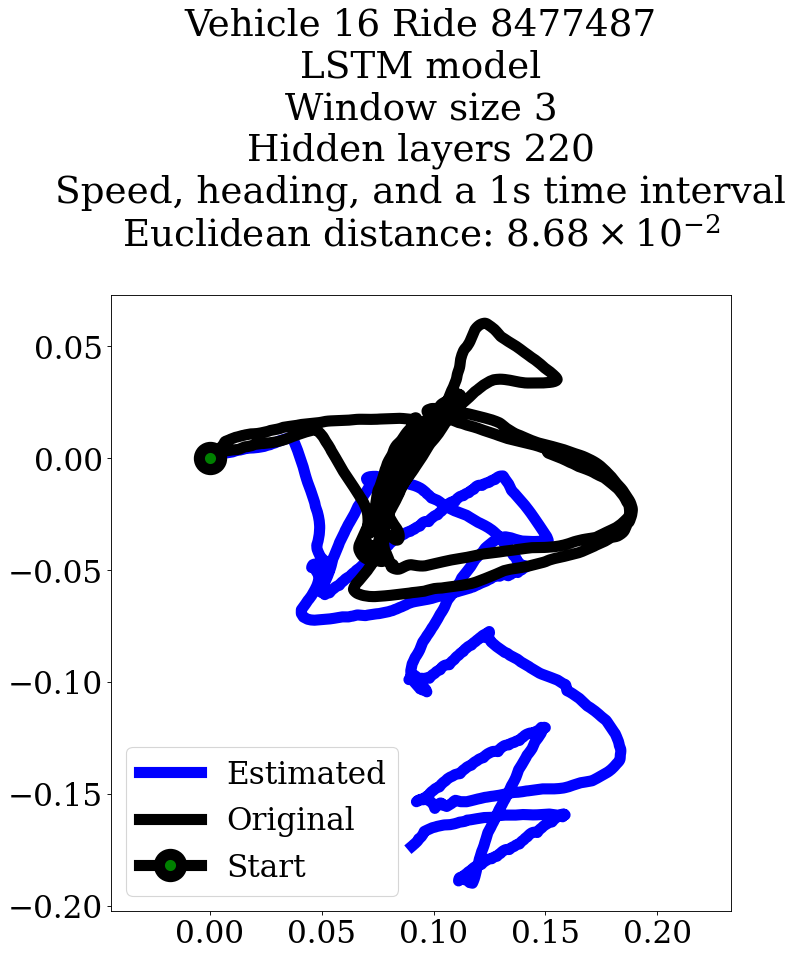 Vehicle 16 Ride 8477487
LSTM model
Window size 3
Hidden layers 220
Speed, heading, and a 1s time interval
Euclidean distance: 8.68 × 10⁻²
0.05
0.00
−0.05
−0.10
−0.15
−0.20
Estimated
Original
Start
0.00 0.05 0.10 0.15 0.20